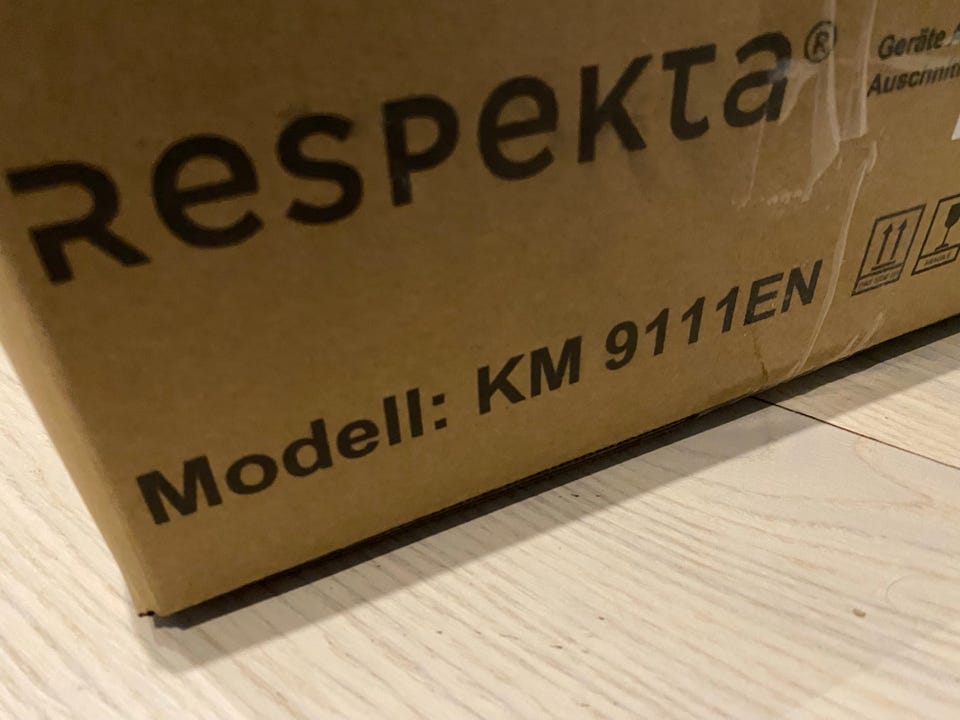 Respekta®
Geräte
Modell: KM 9111EN